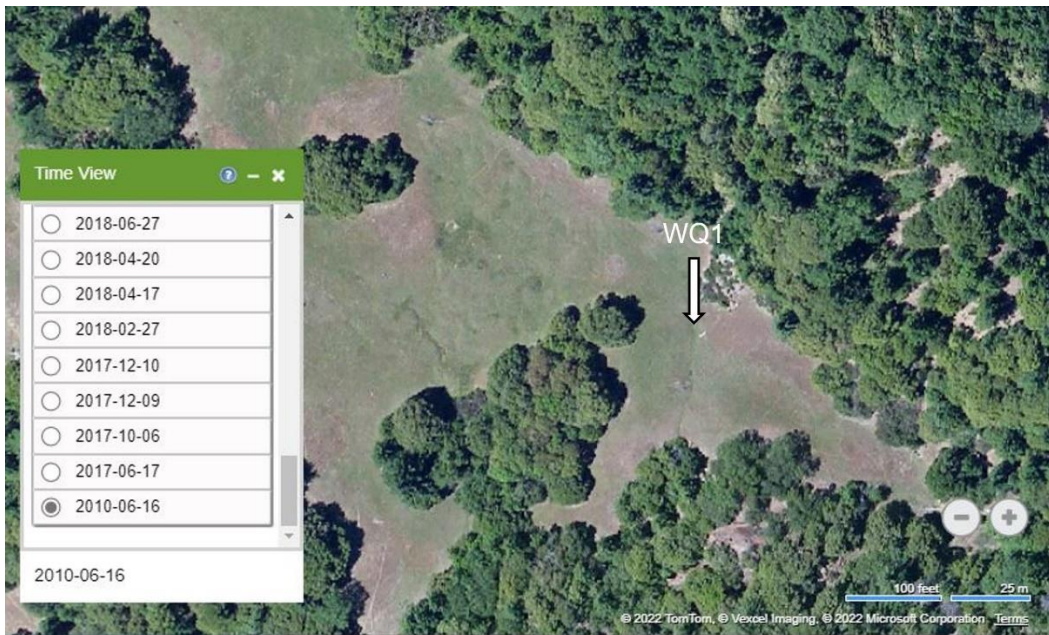 Time View
2018-06-27
2018-04-20
2018-04-17
2018-02-27
2017-12-10
2017-12-09
2017-10-06
2017-06-17
2010-06-16
2010-06-16
WQ1
100 feet 25 m
© 2022 TomTom, © Vexcel Imaging, © 2022 Microsoft Corporation Terms